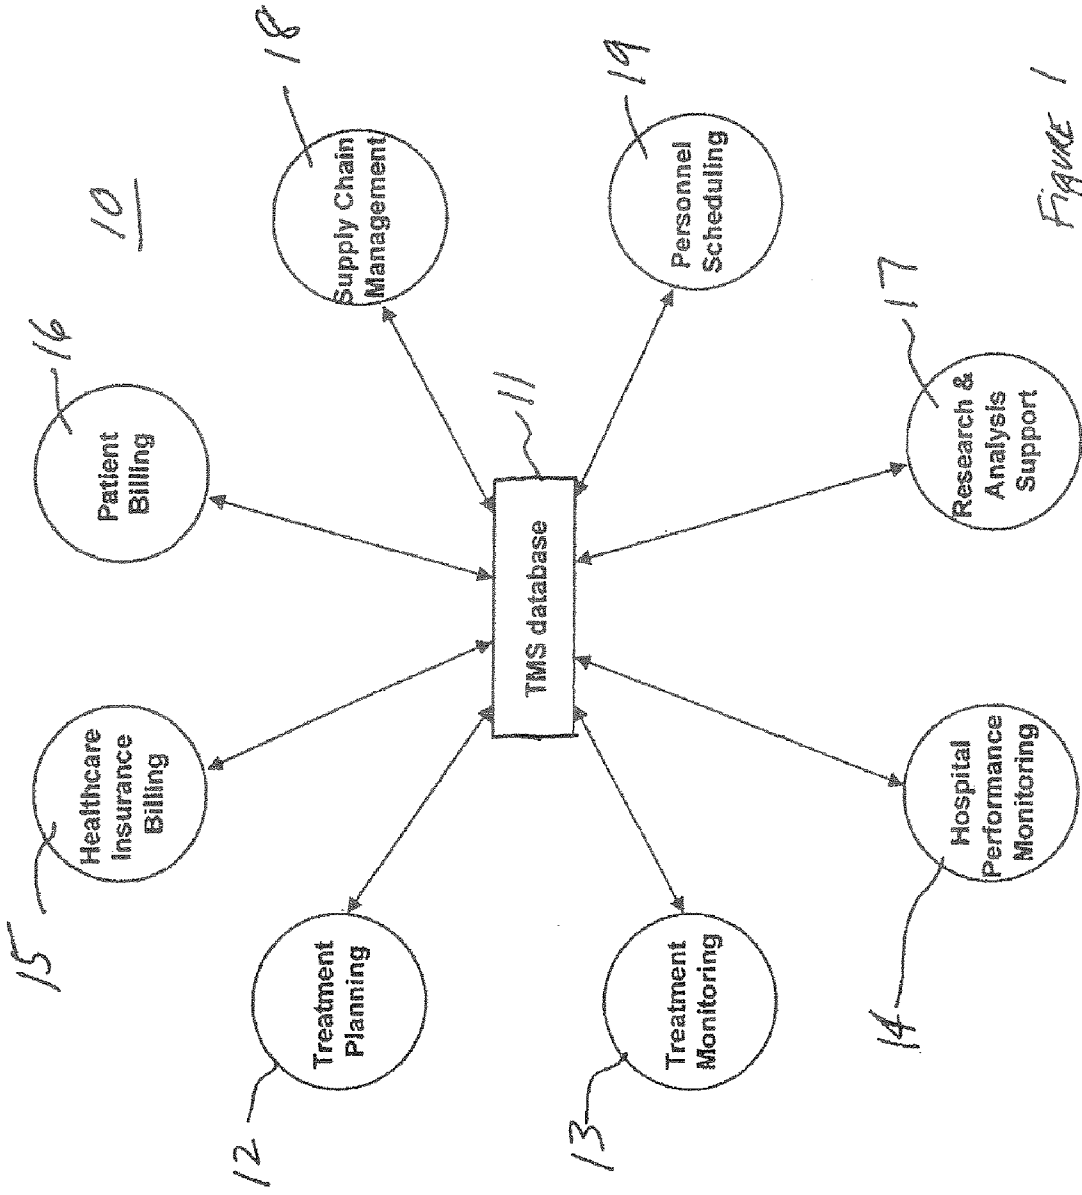 10
15
Healthcare
Insurance
Billing
16
Patient
Billing
12
Treatment
Planning
18
Supply Chain
Management
11
TMS database
13
Treatment
Monitoring
19
Personnel
Scheduling
14
Hospital
Performance
Monitoring
17
Research &
Analysis
Support
Figure 1